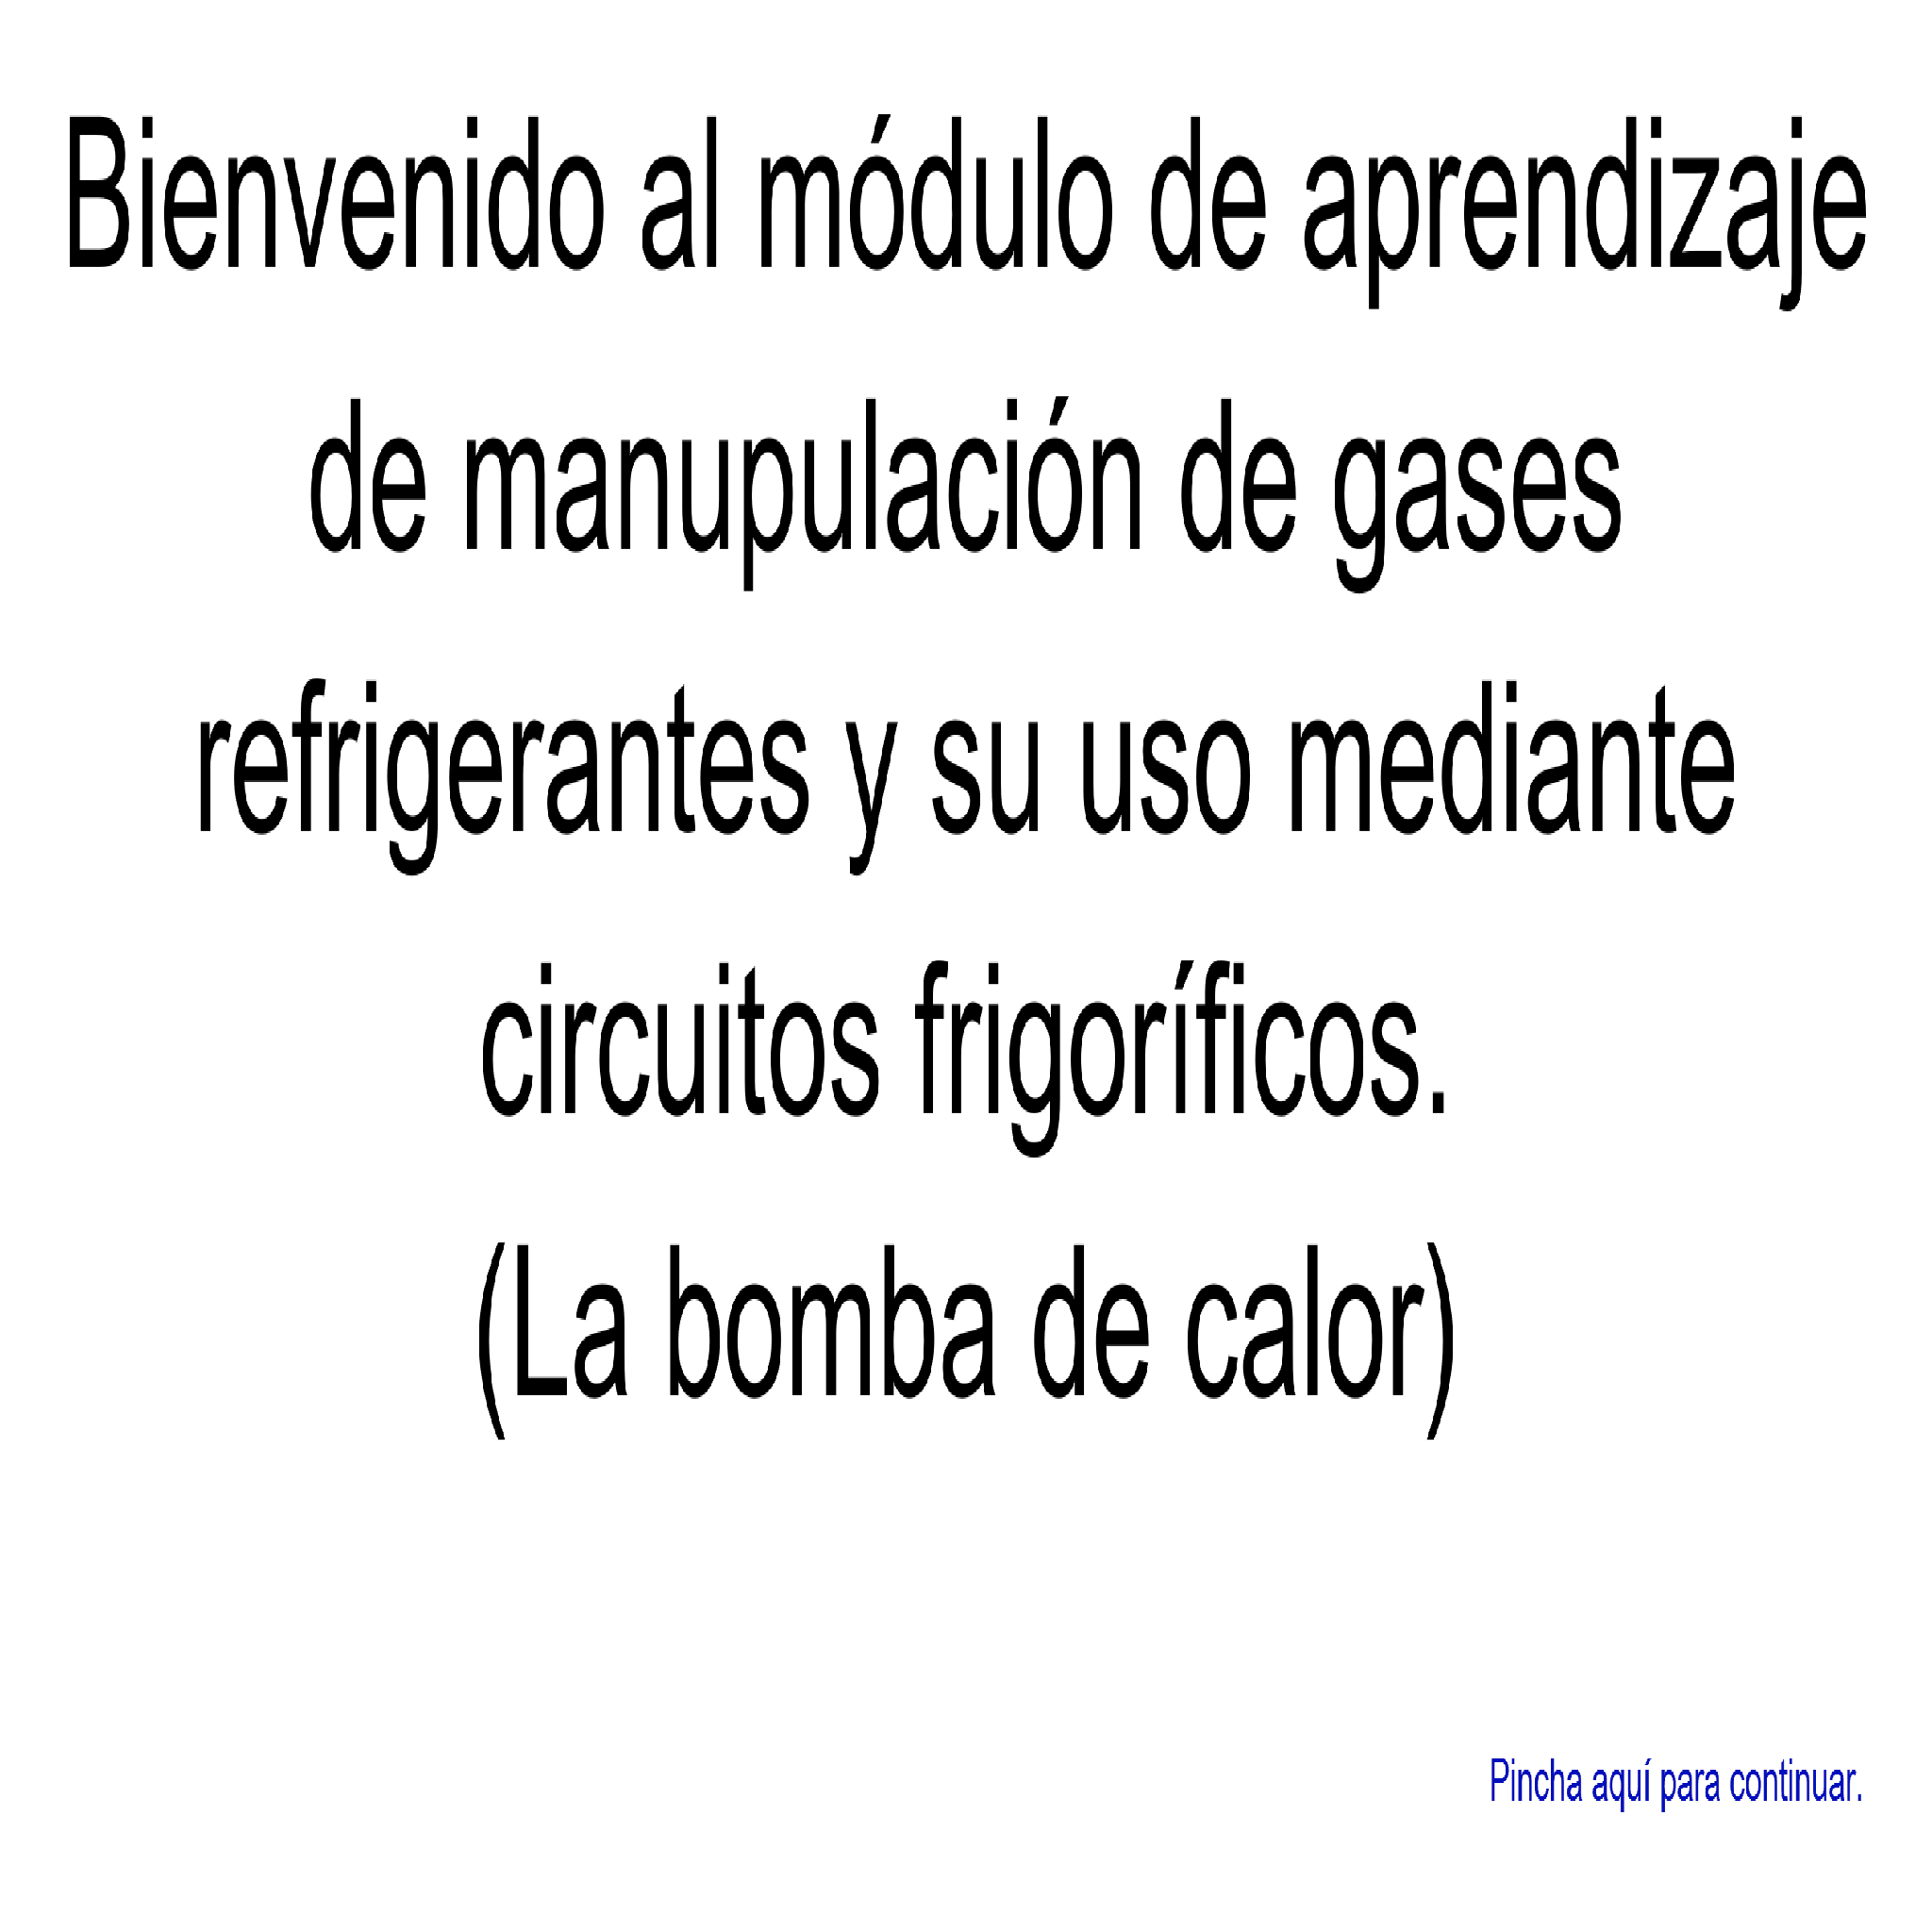 Bienvenido al módulo de aprendizaje
de manupulación de gases
refrigerantes y su uso mediante
circuitos frigoríficos.
(La bomba de calor)
Pincha aquí para continuar.